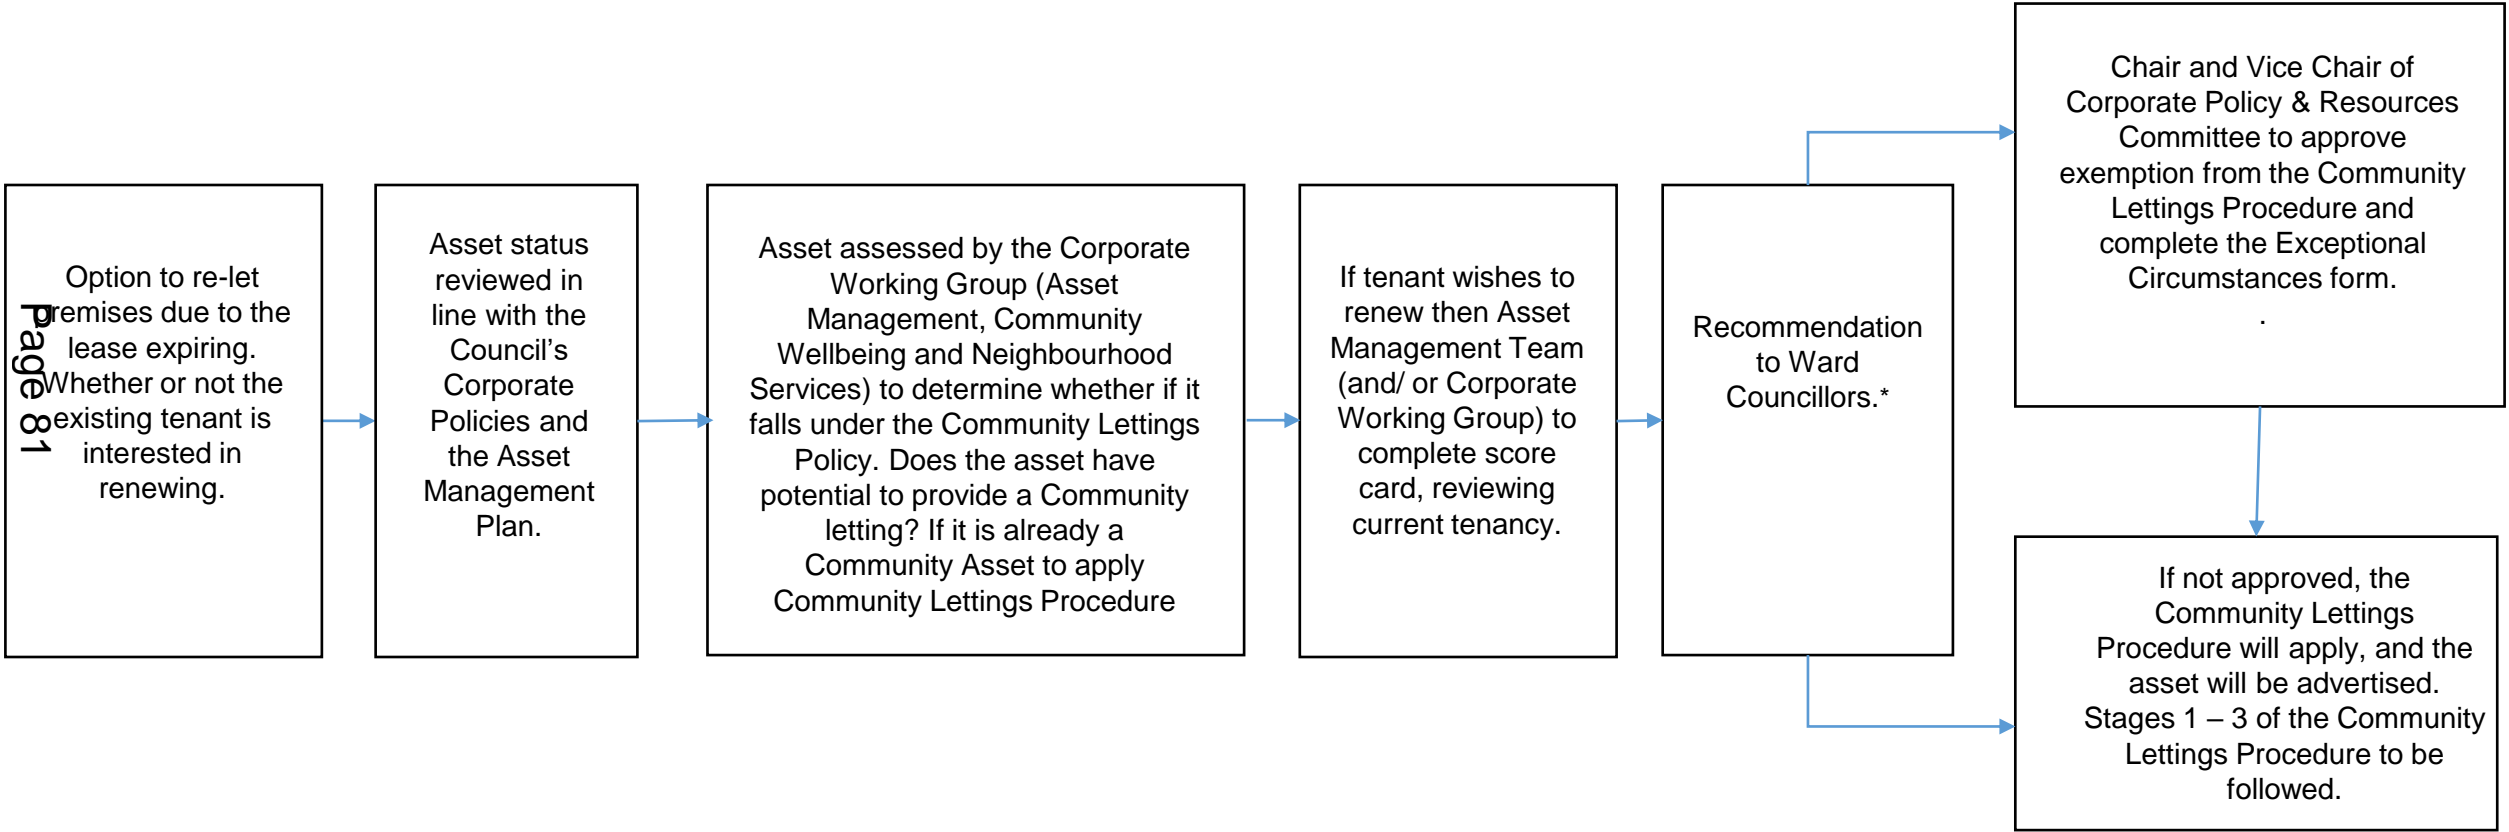 Page 81
Option to re-let
premises due to the
lease expiring.
Whether or not the
existing tenant is
interested in
renewing.
Asset status
reviewed in
line with the
Council’s
Corporate
Policies and
the Asset
Management
Plan.
Asset assessed by the Corporate
Working Group (Asset
Management, Community
Wellbeing and Neighbourhood
Services) to determine whether if it
falls under the Community Lettings
Policy. Does the asset have
potential to provide a Community
letting? If it is already a
Community Asset to apply
Community Lettings Procedure
If tenant wishes to
renew then Asset
Management Team
(and/ or Corporate
Working Group) to
complete score
card, reviewing
current tenancy.
Recommendation
to Ward
Councillors.*
Chair and Vice Chair of
Corporate Policy & Resources
Committee to approve
exemption from the Community
Lettings Procedure and
complete the Exceptional
Circumstances form.
.
If not approved, the
Community Lettings
Procedure will apply, and the
asset will be advertised.
Stages 1 – 3 of the Community
Lettings Procedure to be
followed.